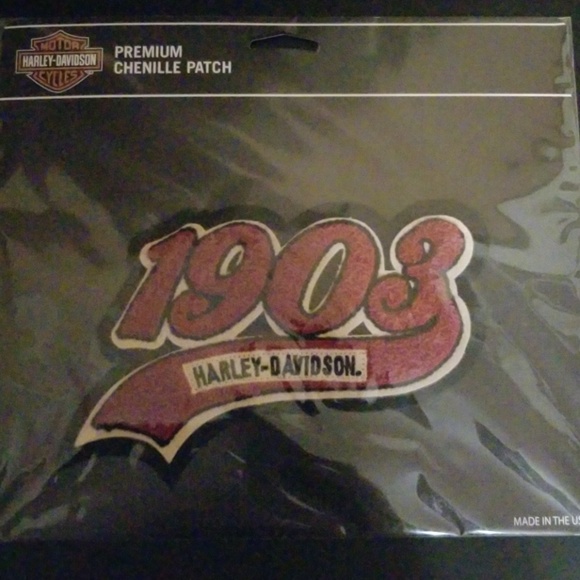 MOTOR
HARLEY-DAVIDSON
CYCLES
PREMIUM
CHENILLE PATCH
1903
HARLEY-DAVIDSON.
MADE IN THE US